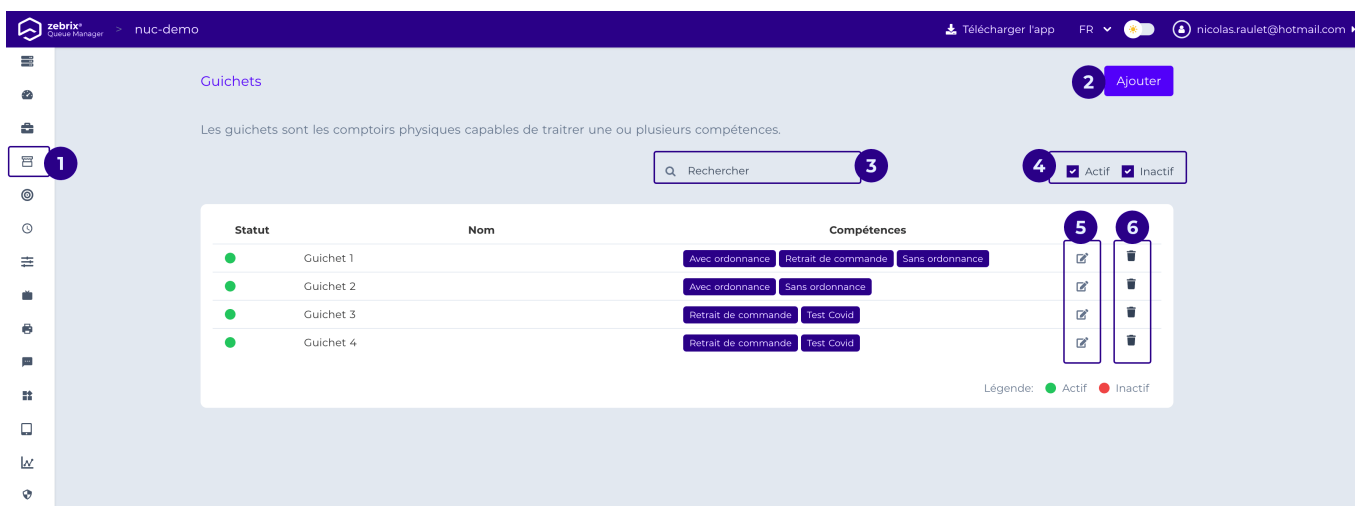 zebrix® Queue Manager > nuc-demo Télécharger l'app FR nicolas.raulet@hotmail.com
Guichets 2 Ajouter
Les guichets sont les comptoirs physiques capables de traitrer une ou plusieurs compétences.
1 Rechercher 3 4 Actif Inactif
Statut Nom Compétences 5 6
Guichet 1 Avec ordonnance Retrait de commande Sans ordonnance
Guichet 2 Avec ordonnance Sans ordonnance
Guichet 3 Retrait de commande Test Covid
Guichet 4 Retrait de commande Test Covid
Légende: Actif Inactif